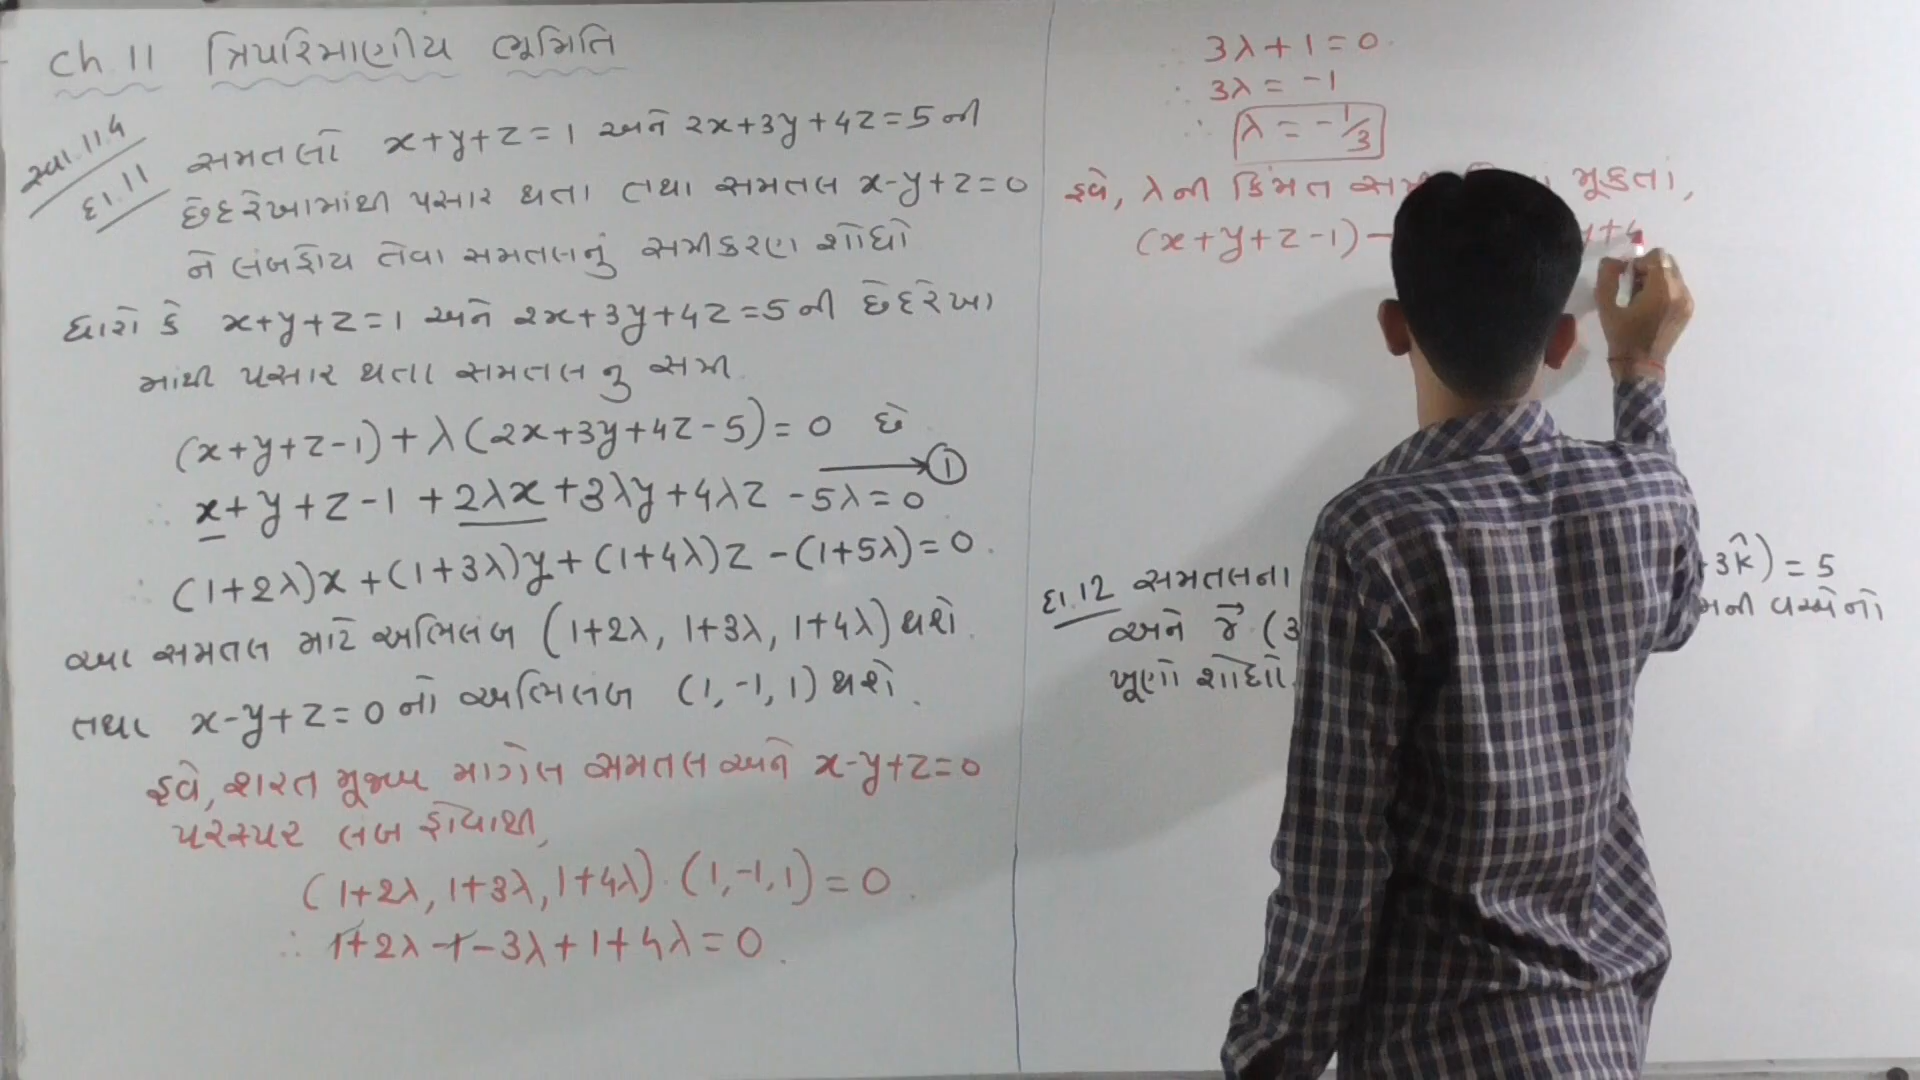 Ch 11 ત્રિપરિમાણીય ભૂમિતિ
સ્વા. 11.4
દા. 11
સમતલો x+y+z=1 અને 2x+3y+4z=5 ની
છેદરેખામાંથી પસાર થતા તથા સમતલ x-y+z=0
ને લંબ હોય તેવા સમતલનું સમીકરણ શોધો
ધારો કે x+y+z=1 અને 2x+3y+4z=5 ની છેદરેખા
માંથી પસાર થતા સમતલ નુ સમી.
(x+y+z-1)+λ(2x+3y+4z-5)=0 છે
→①
∴ x+y+z-1+2λx+3λy+4λz-5λ=0
∴ (1+2λ)x+(1+3λ)y+(1+4λ)z-(1+5λ)=0.
આ સમતલ માટે અભિલંબ (1+2λ, 1+3λ, 1+4λ) થશે.
તથા x-y+z=0 નો અભિલંબ (1,-1,1) થશે.
હવે, શરત મૂજબ માગેલ સમતલ અને x-y+z=0
પરસ્પર લંબ હોવાથી,
(1+2λ, 1+3λ, 1+4λ)·(1,-1,1)=0.
∴ 1+2λ-1-3λ+1+4λ=0.
∴ 3λ+1=0.
∴ 3λ=-1
∴ λ=-1/3
હવે, λ ની કિંમત મૂકતાં,
(x+y+z-1)- y+4
દા. 12 સમતલના 3k̂)=5
અને r⃗·(3 વચ્ચેનો
ખૂણો શોધો.